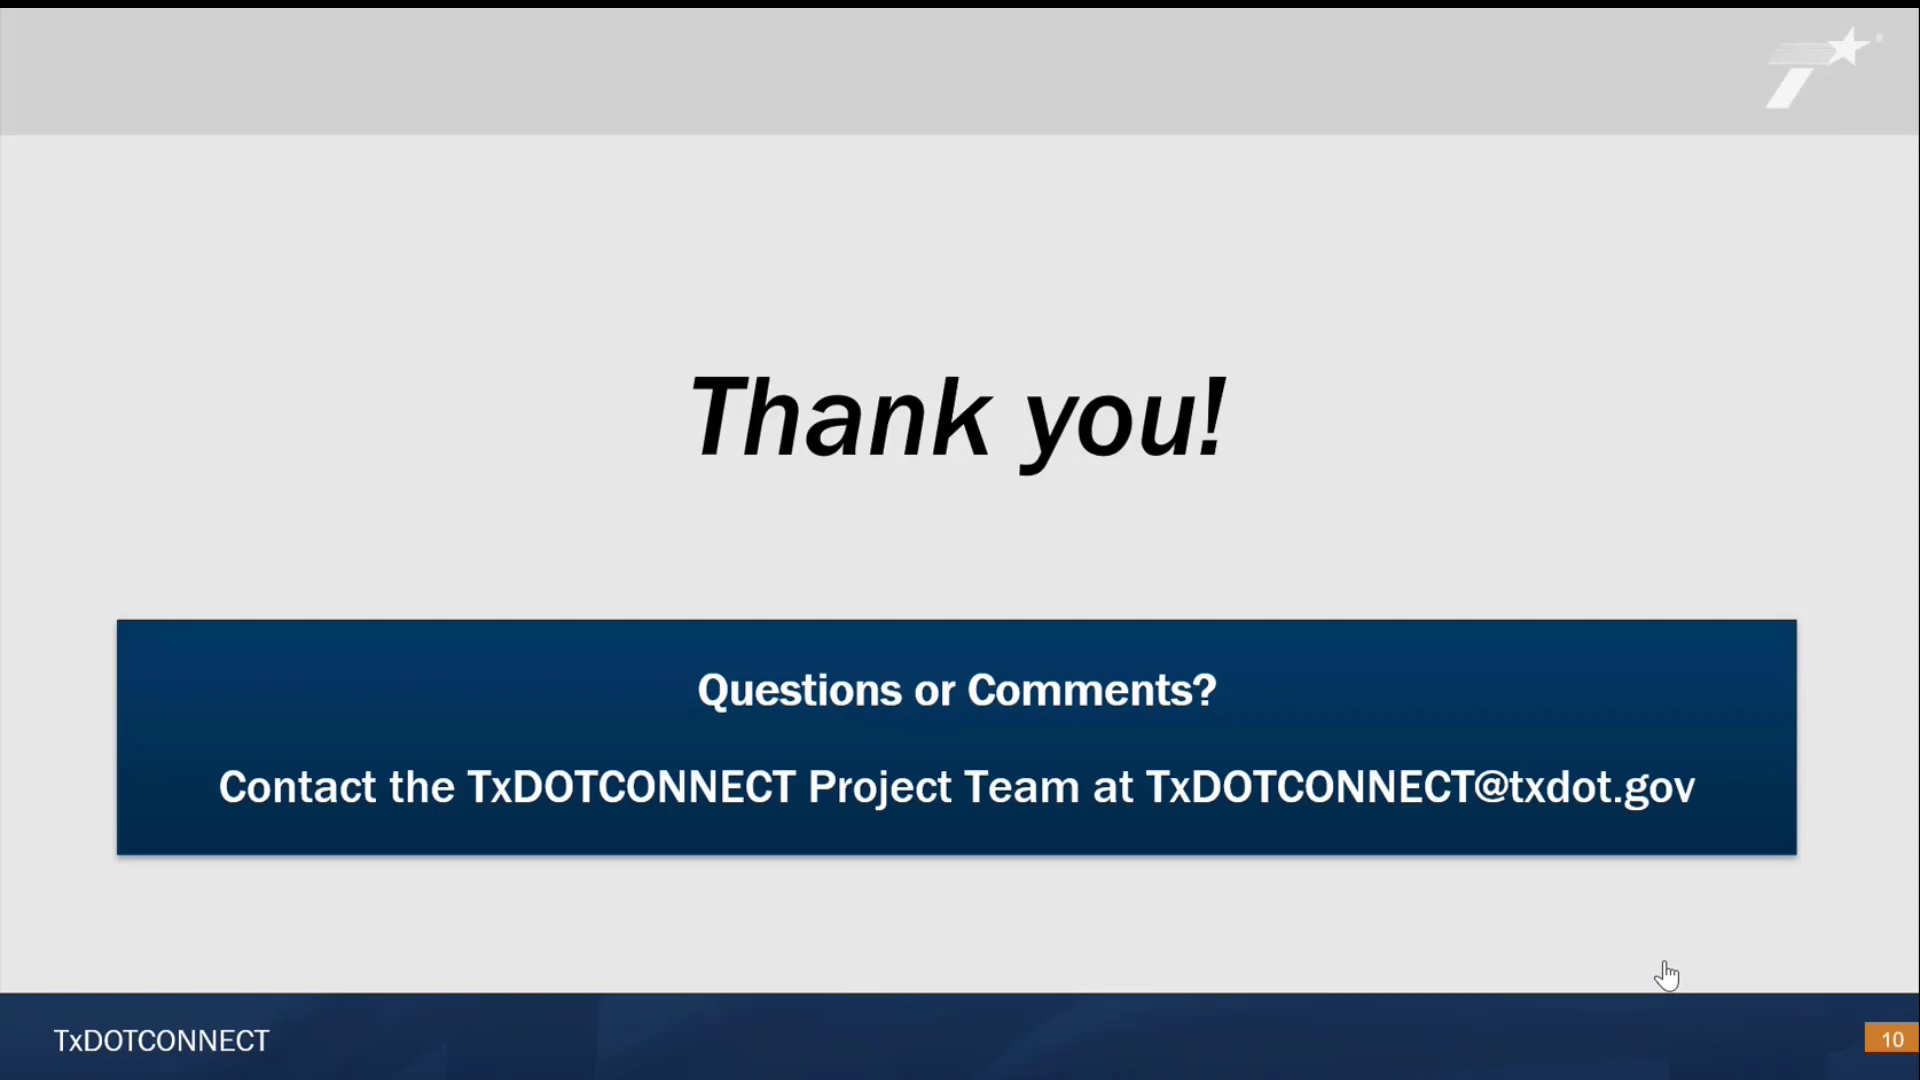 Thank you!
Questions or Comments?
Contact the TxDOTCONNECT Project Team at TxDOTCONNECT@txdot.gov
TxDOTCONNECT
10